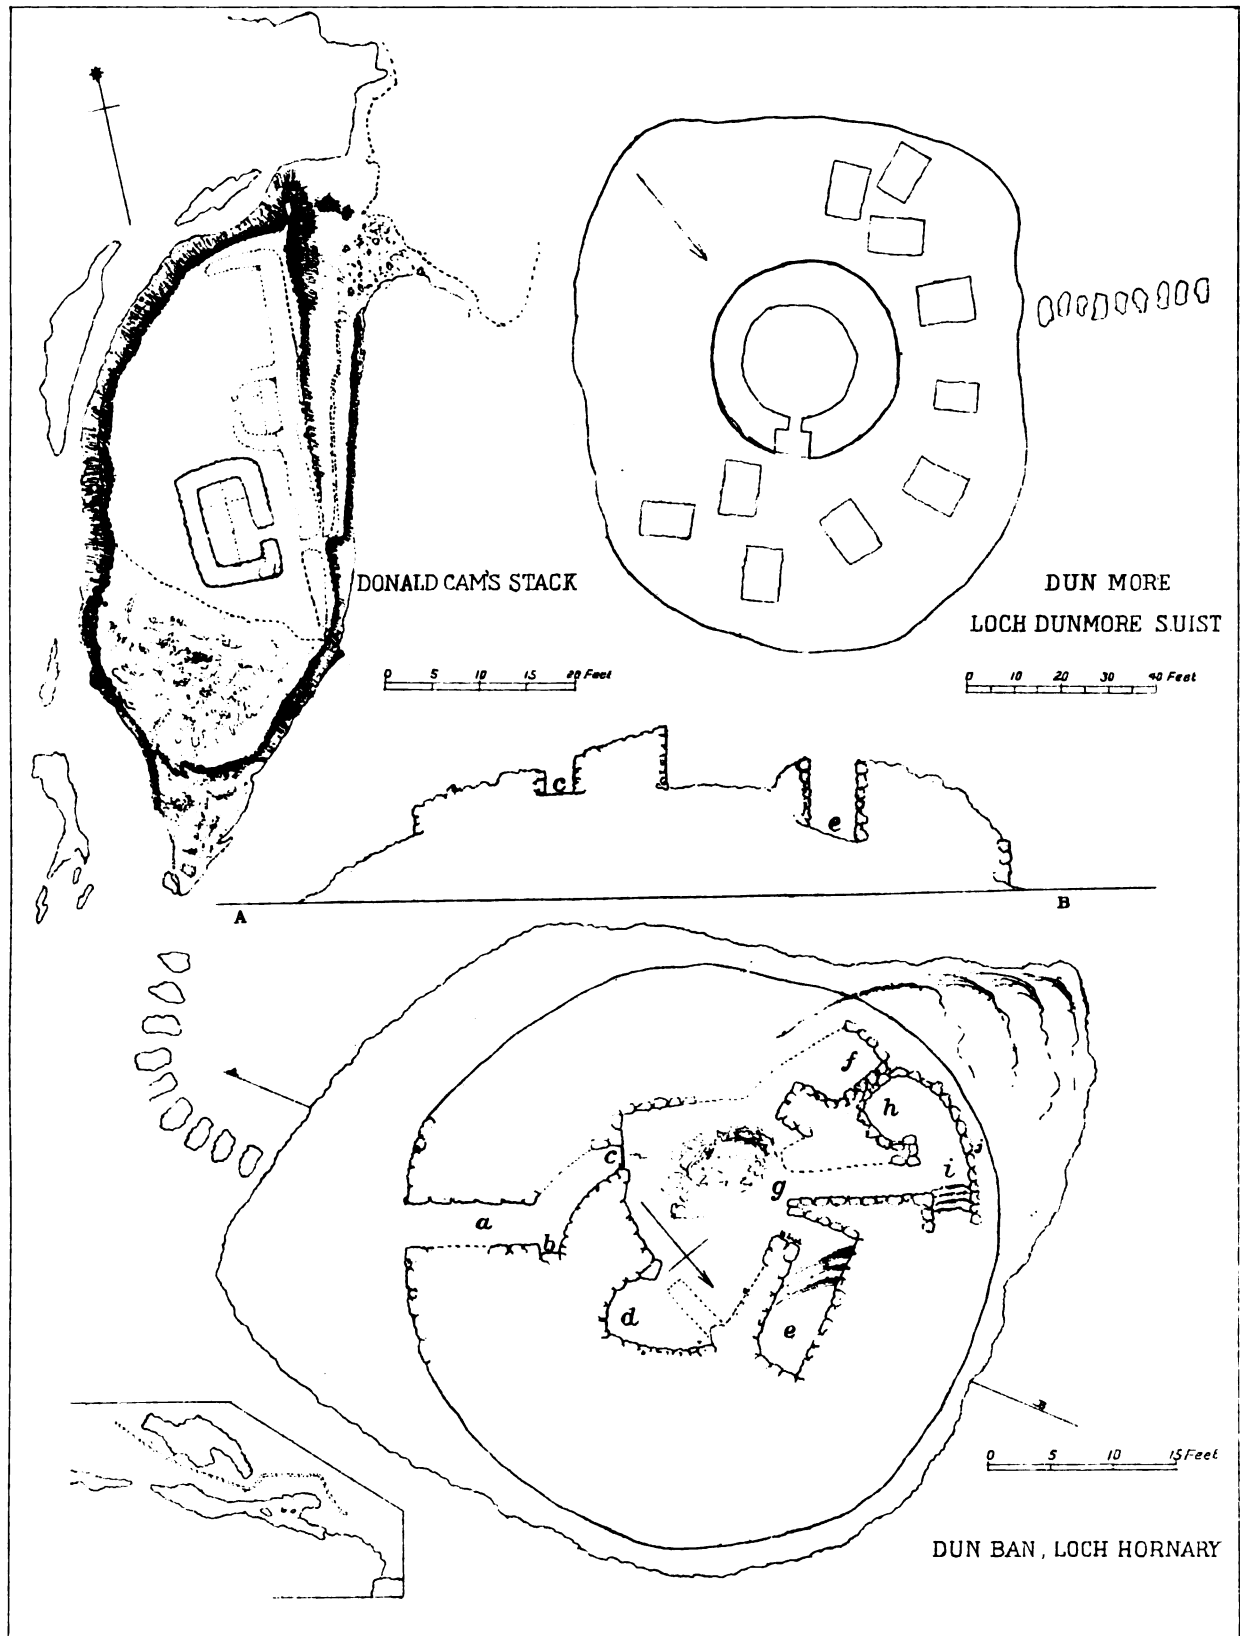 DONALD CAM'S STACK
0 5 10 15 20 Feet
DUN MORE
LOCH DUNMORE S.UIST
0 10 20 30 40 Feet
c
e
A B
f
h
c
i
g
a
b
d
e
B
0 5 10 15 Feet
DUN BAN, LOCH HORNARY